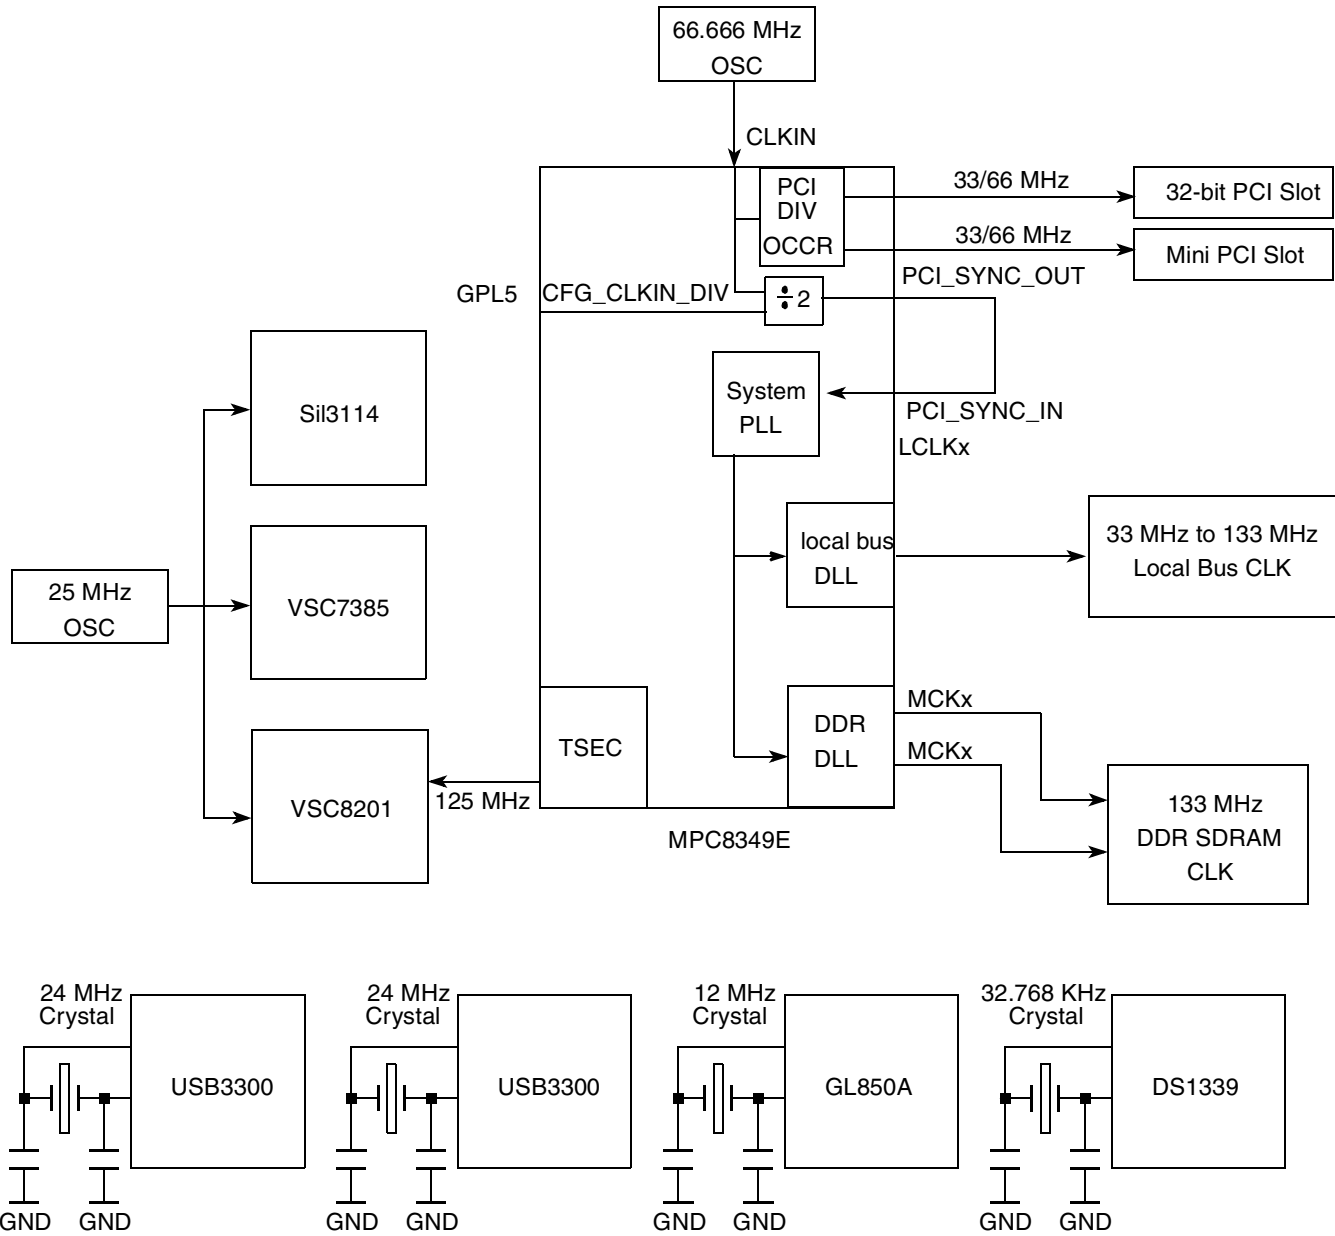 66.666 MHz
OSC
CLKIN
PCI
DIV
OCCR
33/66 MHz
32-bit PCI Slot
33/66 MHz
Mini PCI Slot
PCI_SYNC_OUT
GPL5
CFG_CLKIN_DIV
÷2
System
PLL
PCI_SYNC_IN
LCLKx
Sil3114
local bus
DLL
33 MHz to 133 MHz
Local Bus CLK
25 MHz
OSC
VSC7385
TSEC
DDR
DLL
MCKx
MCKx
VSC8201
125 MHz
133 MHz
DDR SDRAM
CLK
MPC8349E
24 MHz
Crystal
USB3300
GND
GND
24 MHz
Crystal
USB3300
GND
GND
12 MHz
Crystal
GL850A
GND
GND
32.768 KHz
Crystal
DS1339
GND
GND